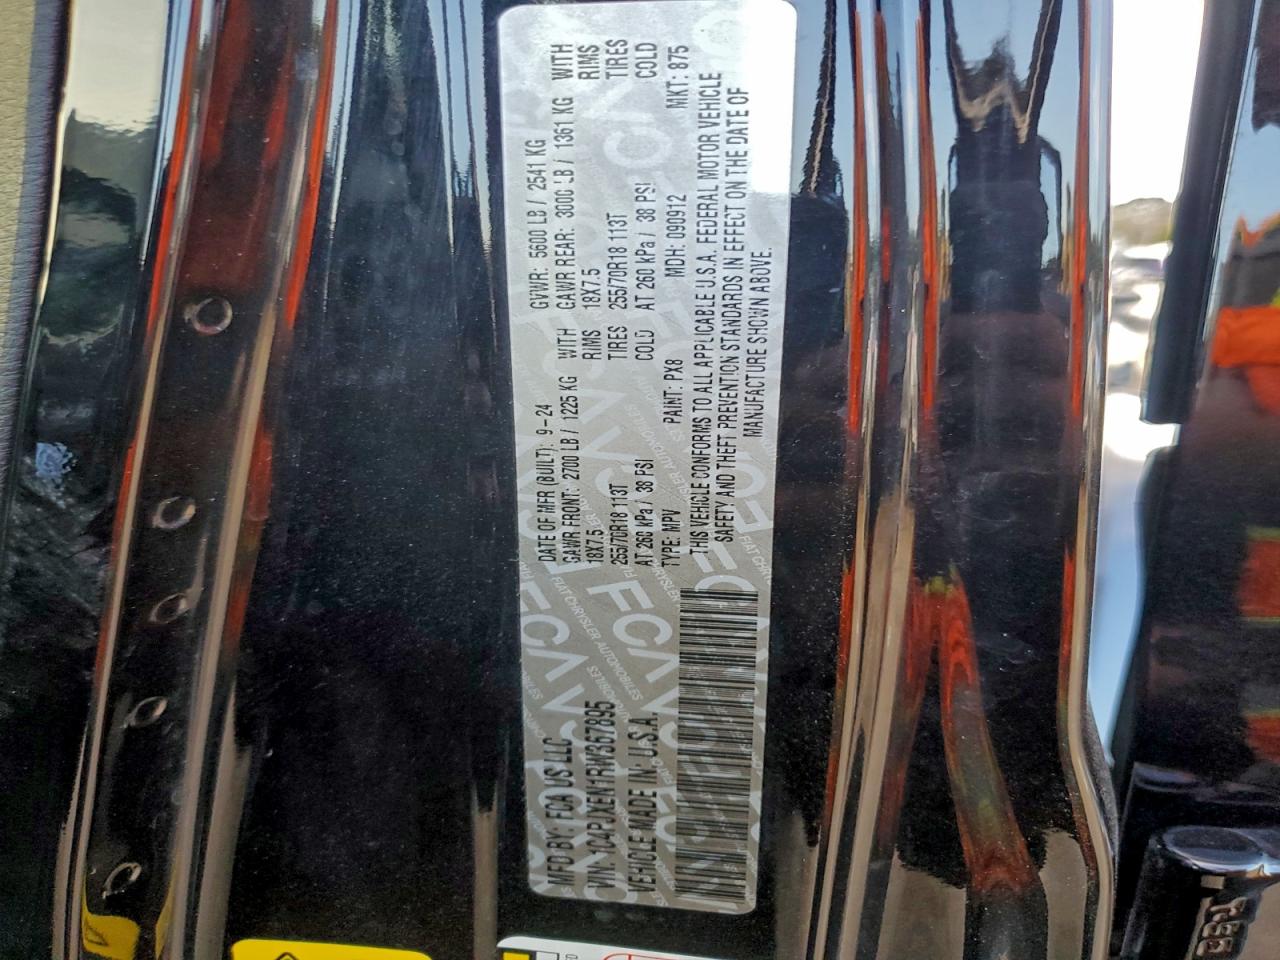 MFD BY: FCA US LLC
DATE OF MFR (BUILT): 9-24
GVWR: 5600 LB / 2541 KG
GAWR FRONT: 2700 LB / 1225 KG WITH
GAWR REAR: 3000 LB / 1361 KG WITH
18X7.5 RIMS
18X7.5 RIMS
255/70R18 113T TIRES
255/70R18 113T TIRES
AT 260 kPa / 38 PSI COLD
AT 260 kPa / 38 PSI COLD
VIN: 1C4PJXEN1RW367895
TYPE: MPV
PAINT: PX8
MDH: 090912
MKT: 875
VEHICLE MADE IN: U.S.A.
THIS VEHICLE CONFORMS TO ALL APPLICABLE U.S.A. FEDERAL MOTOR VEHICLE
SAFETY AND THEFT PREVENTION STANDARDS IN EFFECT ON THE DATE OF
MANUFACTURE SHOWN ABOVE.